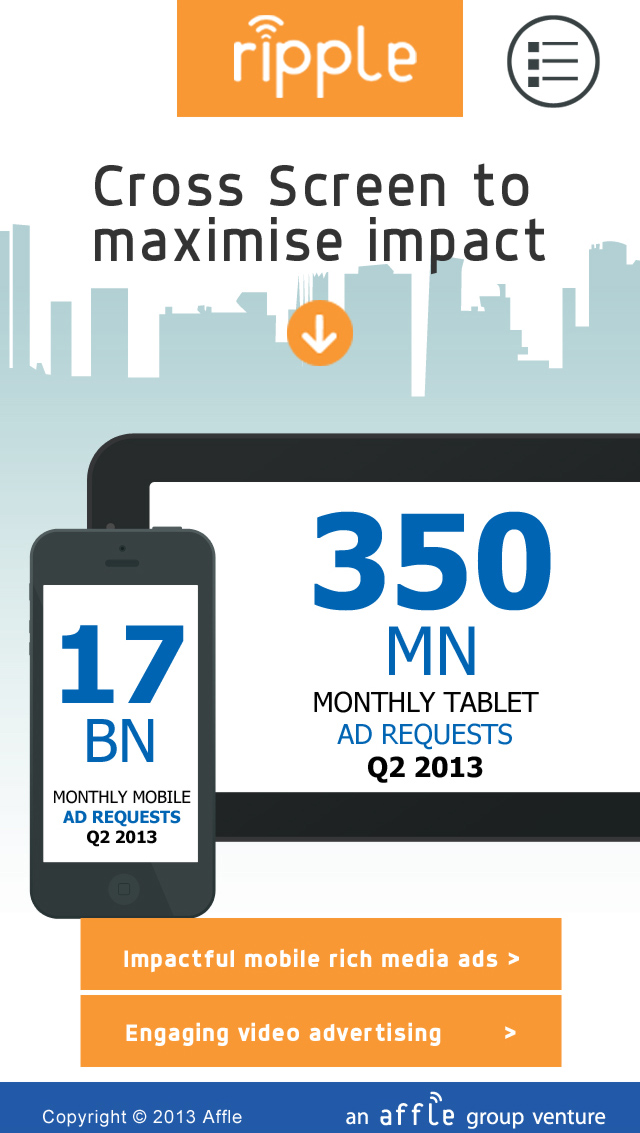 ripple
Cross Screen to
maximise impact
350
MN
MONTHLY TABLET
AD REQUESTS
Q2 2013
17
BN
MONTHLY MOBILE
AD REQUESTS
Q2 2013
Impactful mobile rich media ads >
Engaging video advertising >
Copyright © 2013 Affle
an affle group venture